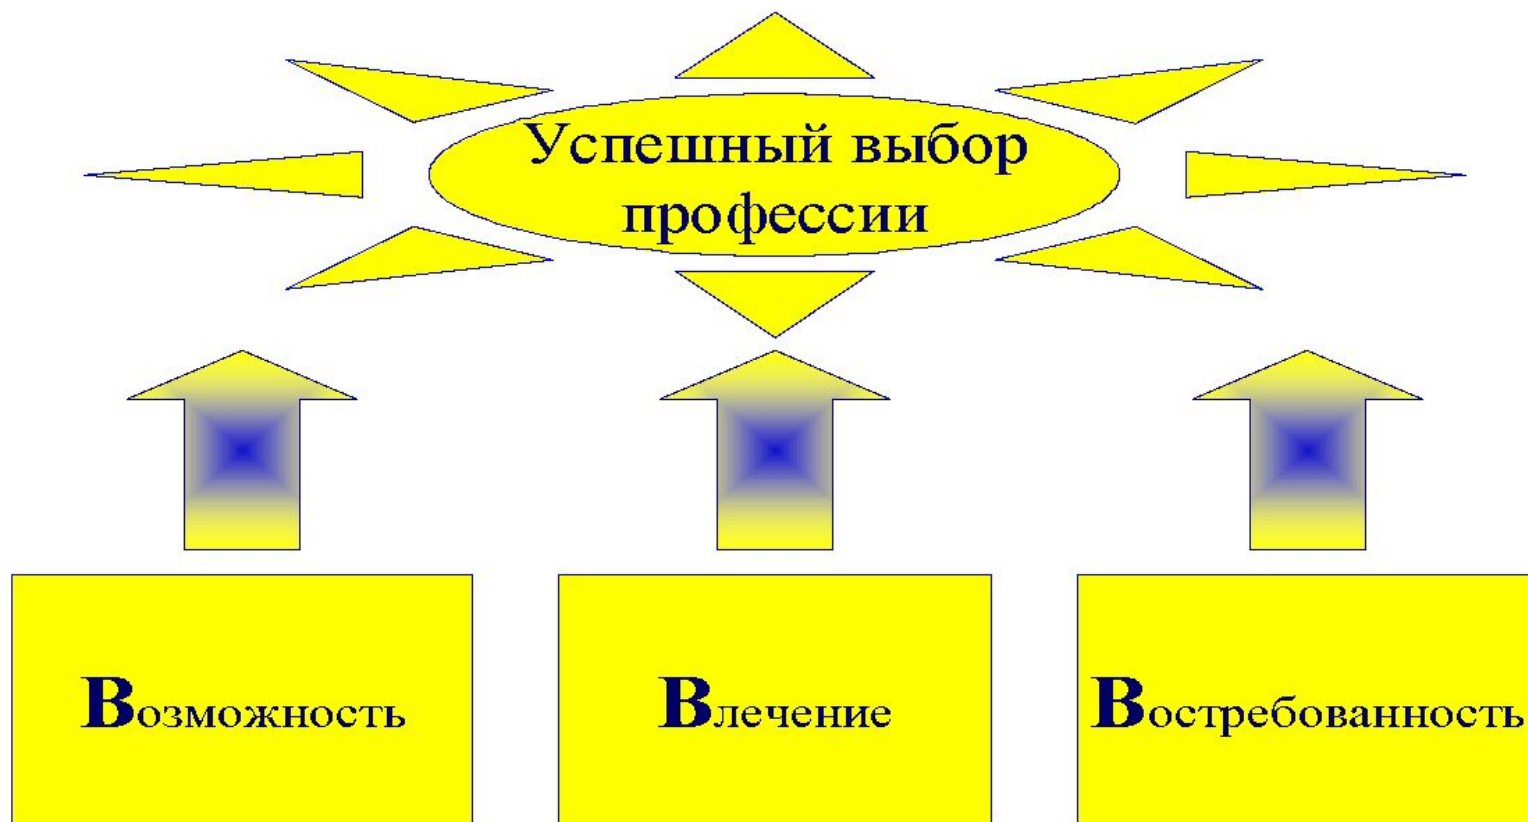 Успешный выбор
профессии
Возможность
Влечение
Востребованность